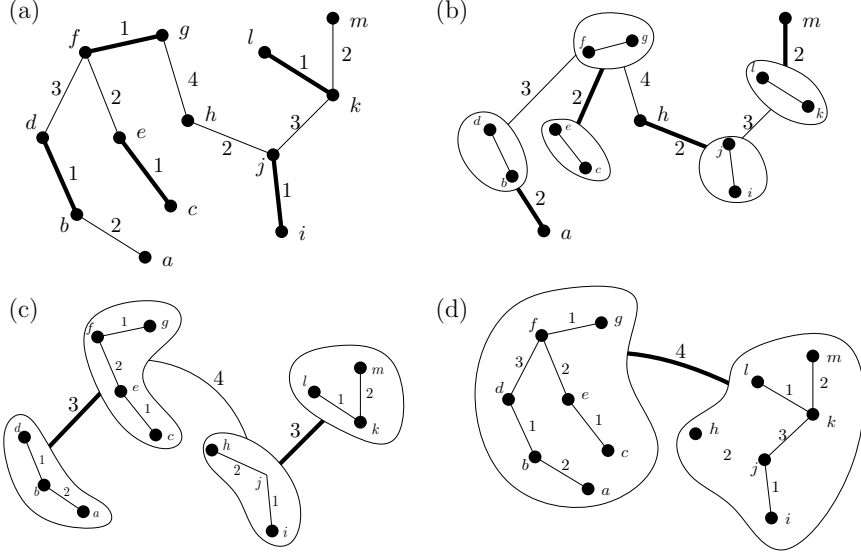 (a)
f 1 g l 1 m 2 k
3 2 4 h 3
d e 2 j
1 1 1
b 2 c i
a
(b)
f g m
3 2 4 2
l k
d e h 3
2 j
b c i
2
a
(c)
f 1 g
2 4 m
3 e l 1 2
1 3 k
d c h
1 2 j
b 2 1
a i
(d)
f 1 g 4 m
3 2 l 1 2
d e k
1 1 h 3
b c 2 j
2 1
a i